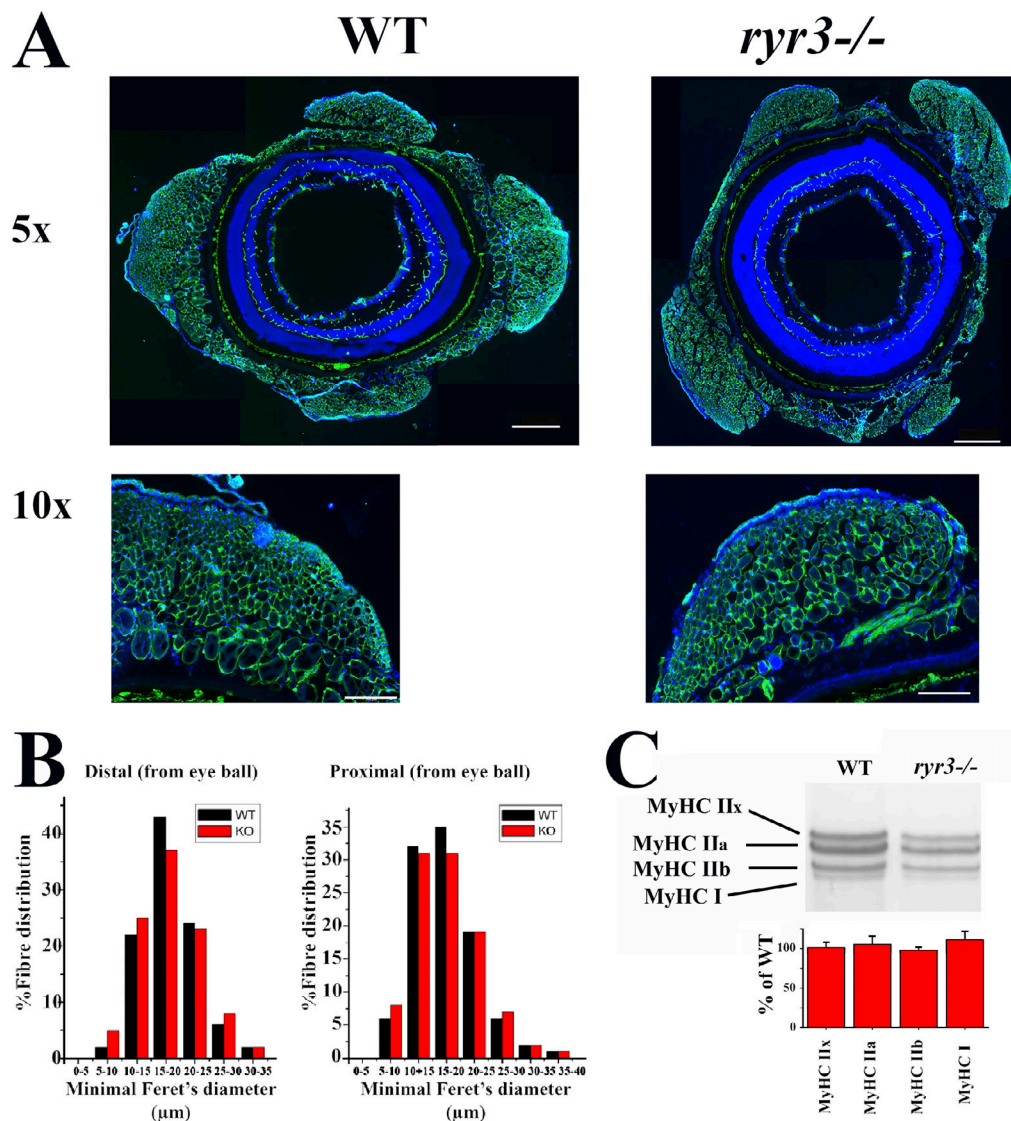 A
WT
ryr3-/-
5x
10x
B
Distal (from eye ball)
WT
KO
%Fibre distribution
40
30
20
10
0
0-5 5-10 10-15 15-20 20-25 25-30 30-35
Minimal Feret's diameter
(µm)
Proximal (from eye ball)
WT
KO
%Fibre distribution
35
30
25
20
15
10
5
0
0-5 5-10 10+15 15-20 20-25 25-30 30-35 35-40
Minimal Feret's diameter
(µm)
C
WT ryr3-/-
MyHC IIx
MyHC IIa
MyHC IIb
MyHC I
% of WT
100
50
0
MyHC IIx
MyHC IIa
MyHC IIb
MyHC I